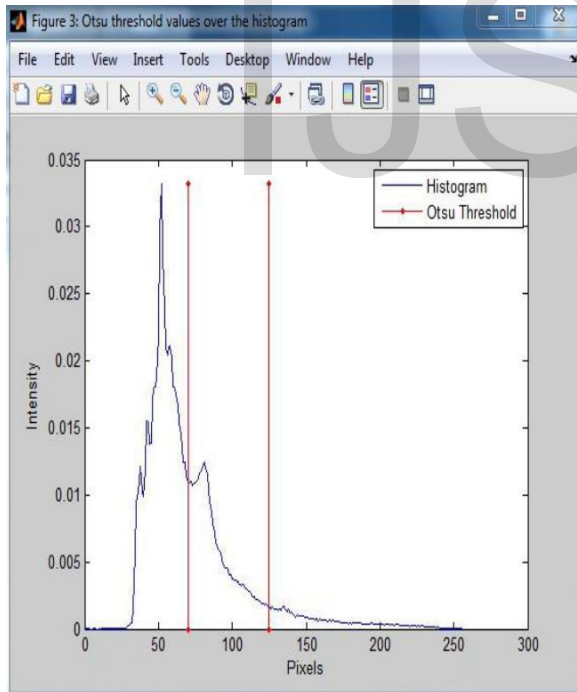 Figure 3: Otsu threshold values over the histogram
File Edit View Insert Tools Desktop Window Help
IJS
0.035
0.03
0.025
0.02
0.015
0.01
0.005
0
Intensity
Histogram
Otsu Threshold
0 50 100 150 200 250 300
Pixels